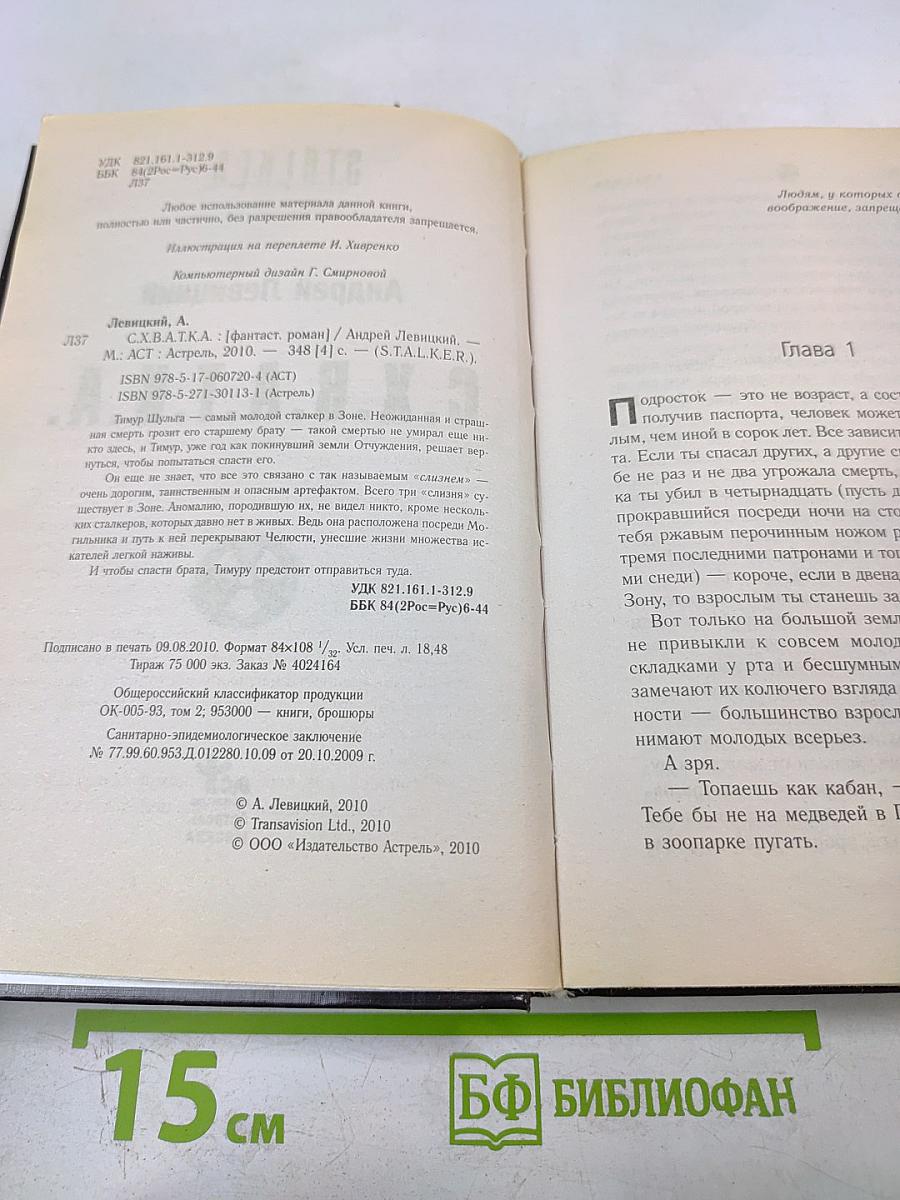 УДК 821.161.1-312.9
ББК 84(2Рос=Рус)6-44
Л37
Любое использование материала данной книги,
полностью или частично, без разрешения правообладателя запрещается.
Иллюстрация на переплете И. Хивренко
Компьютерный дизайн Г. Смирновой
Левицкий, А.
Л37 С.Х.В.А.Т.К.А. : [фантаст. роман] / Андрей Левицкий. —
М.: АСТ : Астрель, 2010. — 348 [4] с. — (S.T.A.L.K.E.R.).
ISBN 978-5-17-060720-4 (АСТ)
ISBN 978-5-271-30113-1 (Астрель)
Тимур Шульга — самый молодой сталкер в Зоне. Неожиданная и страш-
ная смерть грозит его старшему брату — такой смертью не умирал еще ни-
кто здесь, и Тимур, уже год как покинувший земли Отчуждения, решает вер-
нуться, чтобы попытаться спасти его.
Он еще не знает, что все это связано с так называемым «слизнем» —
очень дорогим, таинственным и опасным артефактом. Всего три «слизня» су-
ществует в Зоне. Аномалию, породившую их, не видел никто, кроме несколь-
ких сталкеров, которых давно нет в живых. Ведь она расположена посреди Мо-
гильника и путь к ней перекрывают Челюсти, унесшие жизни множества ис-
кателей легкой наживы.
И чтобы спасти брата, Тимуру предстоит отправиться туда.
УДК 821.161.1-312.9
ББК 84(2Рос=Рус)6-44
Подписано в печать 09.08.2010. Формат 84×108 1/32. Усл. печ. л. 18,48
Тираж 75 000 экз. Заказ № 4024164
Общероссийский классификатор продукции
ОК-005-93, том 2; 953000 — книги, брошюры
Санитарно-эпидемиологическое заключение
№ 77.99.60.953.Д.012280.10.09 от 20.10.2009 г.
© А. Левицкий, 2010
© Transavision Ltd., 2010
© ООО «Издательство Астрель», 2010
Людям, у которых
воображение, запрещ
Глава 1
Подросток — это не возраст, а сост
получив паспорта, человек может
лым, чем иной в сорок лет. Все зависит
та. Если ты спасал других, а другие с
бе не раз и не два угрожала смерть,
ка ты убил в четырнадцать (пусть д
прокравшийся посреди ночи на сто
тебя ржавым перочинным ножом р
тремя последними патронами и то
ми снеди) — короче, если в двена
Зону, то взрослым ты станешь за
Вот только на большой земл
не привыкли к совсем молод
складками у рта и бесшумным
замечают их колючего взгляда
ности — большинство взросл
нимают молодых всерьез.
А зря.
— Топаешь как кабан, —
Тебе бы не на медведей в
в зоопарке пугать.
15 см
БФ БИБЛИОФАН